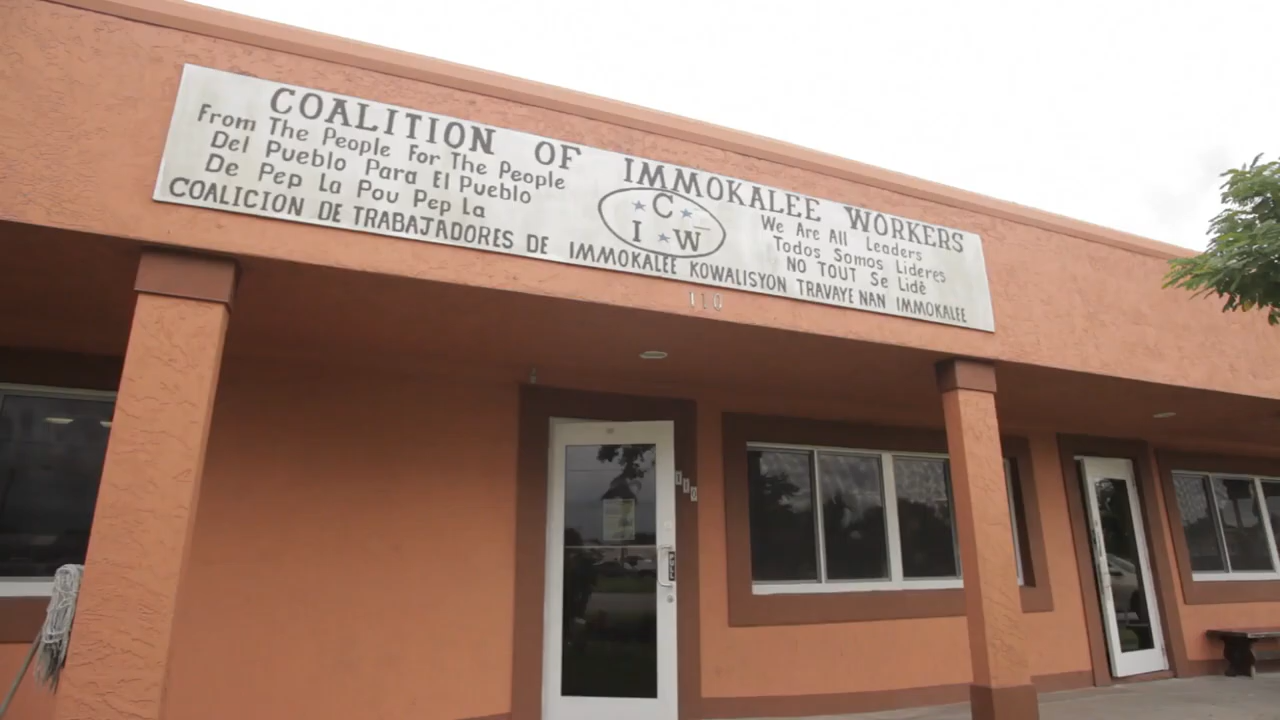 COALITION OF IMMOKALEE WORKERS
From The People For The People
Del Pueblo Para El Pueblo
De Pep La Pou Pep La
C
I W
We Are All Leaders
Todos Somos Lideres
NO TOUT Se Lidè
COALICION DE TRABAJADORES DE IMMOKALEE KOWALISYON TRAVAYE NAN IMMOKALEE
110
110